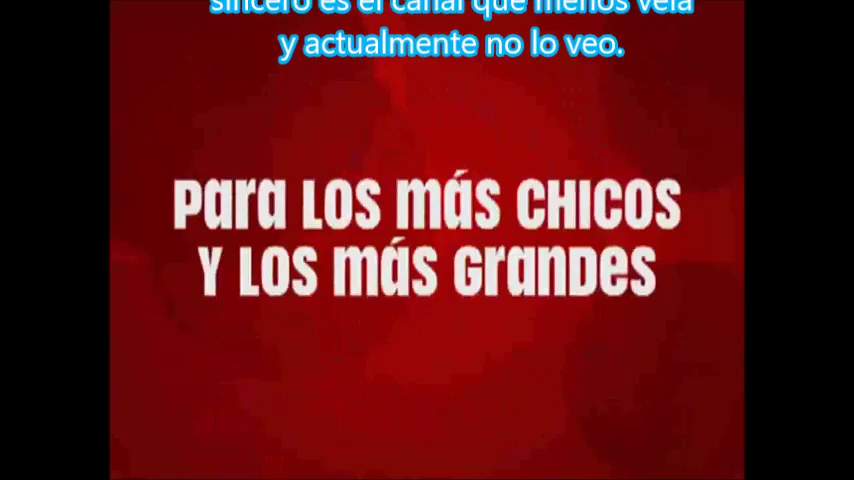 sincero es el canal que menos veía
y actualmente no lo veo.
Para LOS más CHICOS
Y LOS más GranDes